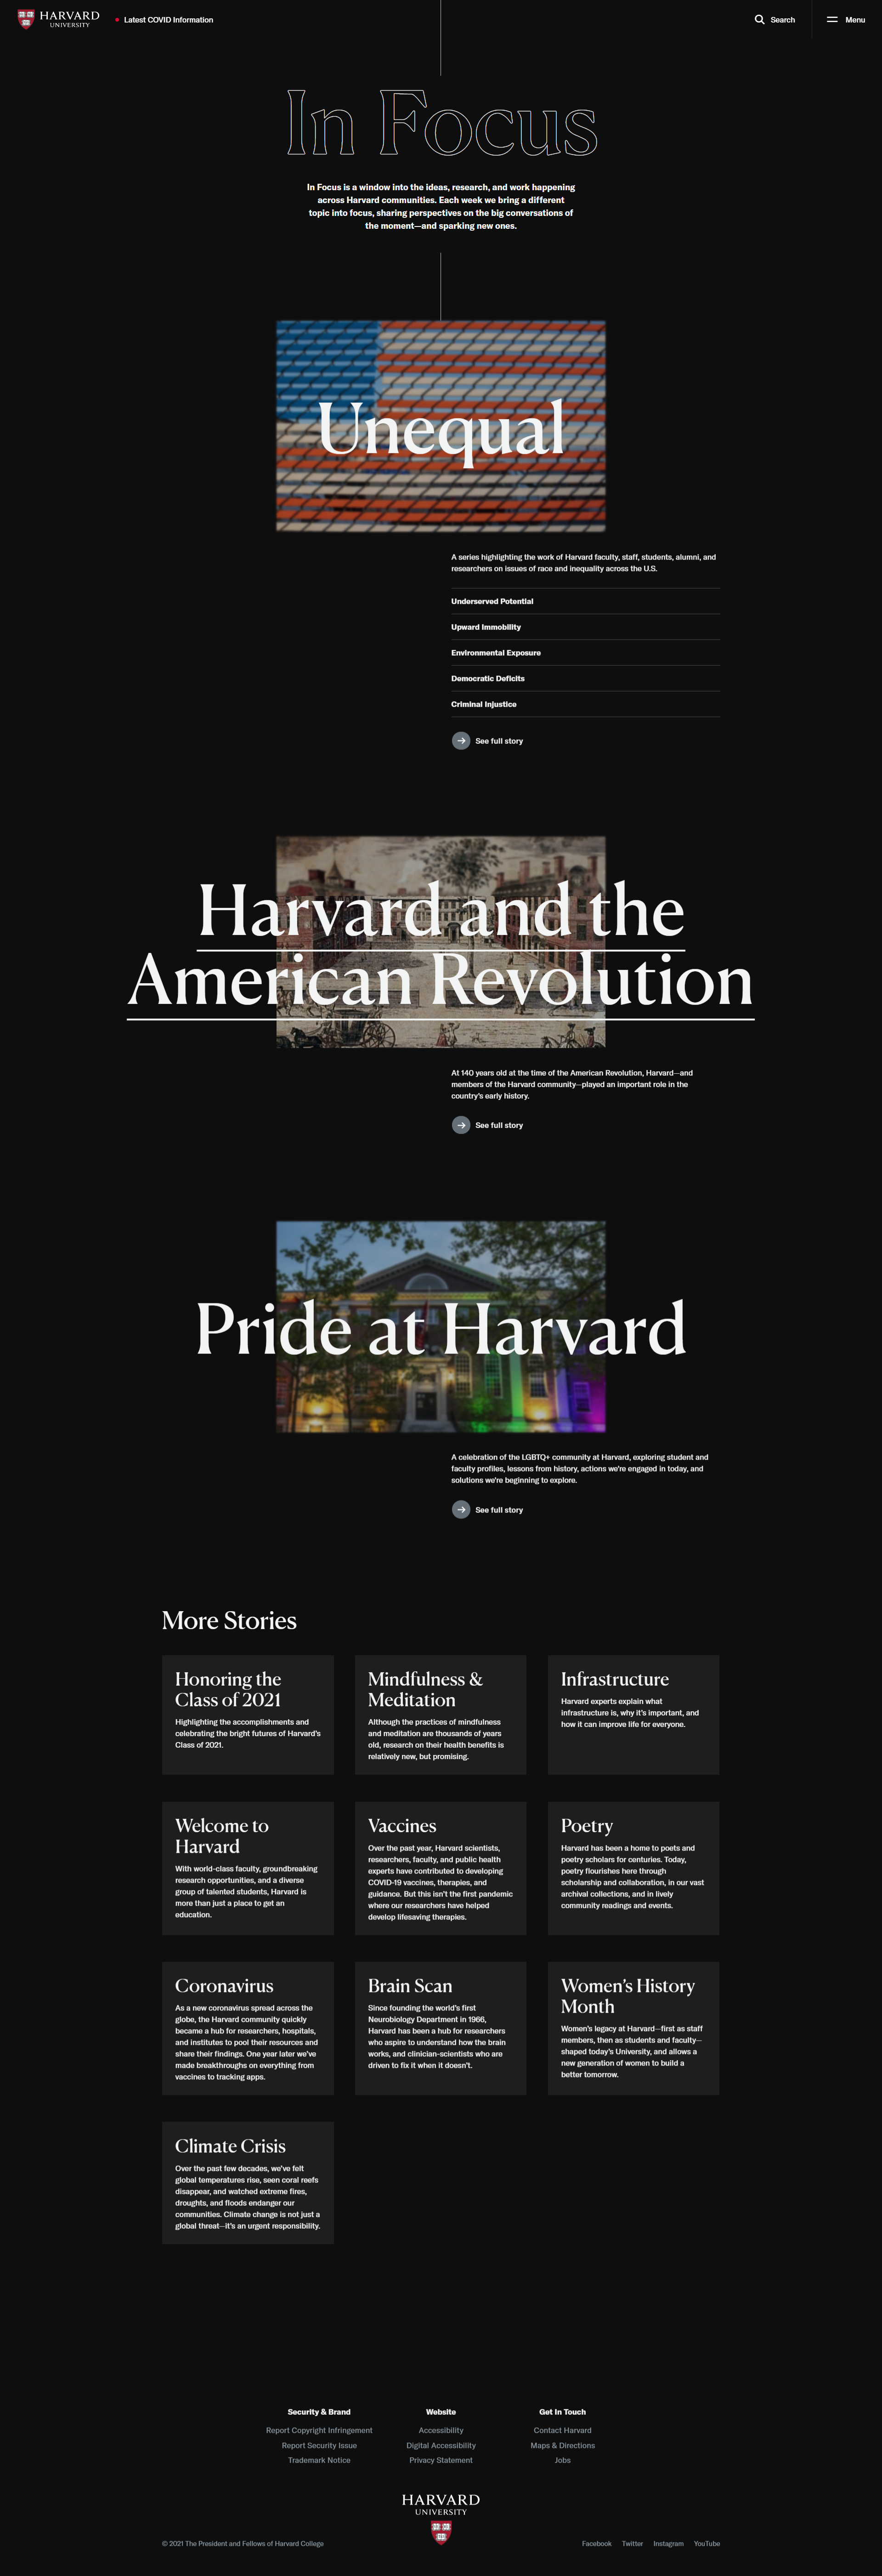 HARVARD
UNIVERSITY
Latest COVID Information
Search
Menu
In Focus
In Focus is a window into the ideas, research, and work happening
across Harvard communities. Each week we bring a different
topic into focus, sharing perspectives on the big conversations of
the moment—and sparking new ones.
Unequal
A series highlighting the work of Harvard faculty, staff, students, alumni, and
researchers on issues of race and inequality across the U.S.
Underserved Potential
Upward Immobility
Environmental Exposure
Democratic Deficits
Criminal Injustice
See full story
Harvard and the
American Revolution
At 140 years old at the time of the American Revolution, Harvard—and
members of the Harvard community—played an important role in the
country's early history.
See full story
Pride at Harvard
A celebration of the LGBTQ+ community at Harvard, exploring student and
faculty profiles, lessons from history, actions we're engaged in today, and
solutions we're beginning to explore.
See full story
More Stories
Honoring the
Class of 2021
Highlighting the accomplishments and
celebrating the bright futures of Harvard's
Class of 2021.
Mindfulness &
Meditation
Although the practices of mindfulness
and meditation are thousands of years
old, research on their health benefits is
relatively new, but promising.
Infrastructure
Harvard experts explain what
infrastructure is, why it's important, and
how it can improve life for everyone.
Welcome to
Harvard
With world-class faculty, groundbreaking
research opportunities, and a diverse
group of talented students, Harvard is
more than just a place to get an
education.
Vaccines
Over the past year, Harvard scientists,
researchers, faculty, and public health
experts have contributed to developing
COVID-19 vaccines, therapies, and
guidance. But this isn't the first pandemic
where our researchers have helped
develop lifesaving therapies.
Poetry
Harvard has been a home to poets and
poetry scholars for centuries. Today,
poetry flourishes here through
scholarship and collaboration, in our vast
archival collections, and in lively
community readings and events.
Coronavirus
As a new coronavirus spread across the
globe, the Harvard community quickly
became a hub for researchers, hospitals,
and institutes to pool their resources and
share their findings. One year later we've
made breakthroughs on everything from
vaccines to tracking apps.
Brain Scan
Since founding the world's first
Neurobiology Department in 1966,
Harvard has been a hub for researchers
who aspire to understand how the brain
works, and clinician-scientists who are
driven to fix it when it doesn't.
Women's History
Month
Women's legacy at Harvard—first as staff
members, then as students and faculty—
shaped today's University, and allows a
new generation of women to build a
better tomorrow.
Climate Crisis
Over the past few decades, we've felt
global temperatures rise, seen coral reefs
disappear, and watched extreme fires,
droughts, and floods endanger our
communities. Climate change is not just a
global threat—it's an urgent responsibility.
Security & Brand
Report Copyright Infringement
Report Security Issue
Trademark Notice
Website
Accessibility
Digital Accessibility
Privacy Statement
Get In Touch
Contact Harvard
Maps & Directions
Jobs
HARVARD
UNIVERSITY
© 2021 The President and Fellows of Harvard College
Facebook
Twitter
Instagram
YouTube